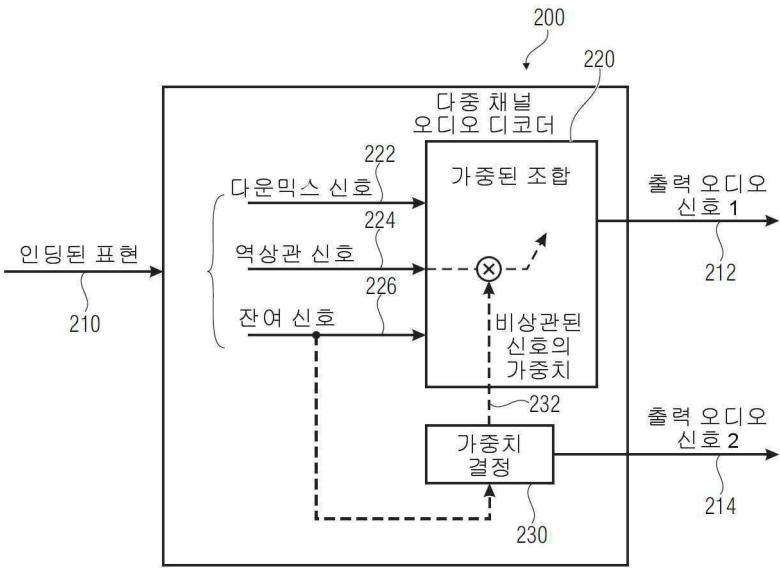 200
220
다중 채널
오디오 디코더
222
다운믹스 신호
가중된 조합
출력 오디오
신호 1
224
역상관 신호
212
인딩된 표현
210
226
잔여 신호
비상관된
신호의
가중치
232
출력 오디오
신호 2
가중치
결정
214
230